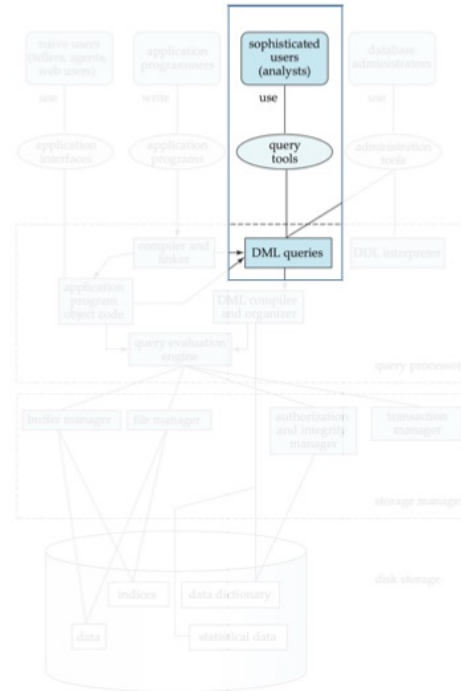 naive users
(tellers, agents,
web users)
application
programmers
sophisticated
users
(analysts)
database
administrators
use
write
use
use
application
interfaces
application
programs
query
tools
administration
tools
compiler and
linker
DML queries
DDL interpreter
application
program
object code
DML compiler
and organizer
query evaluation
engine
query processor
buffer manager
file manager
authorization
and integrity
manager
transaction
manager
storage manager
disk storage
indices
data dictionary
data
statistical data